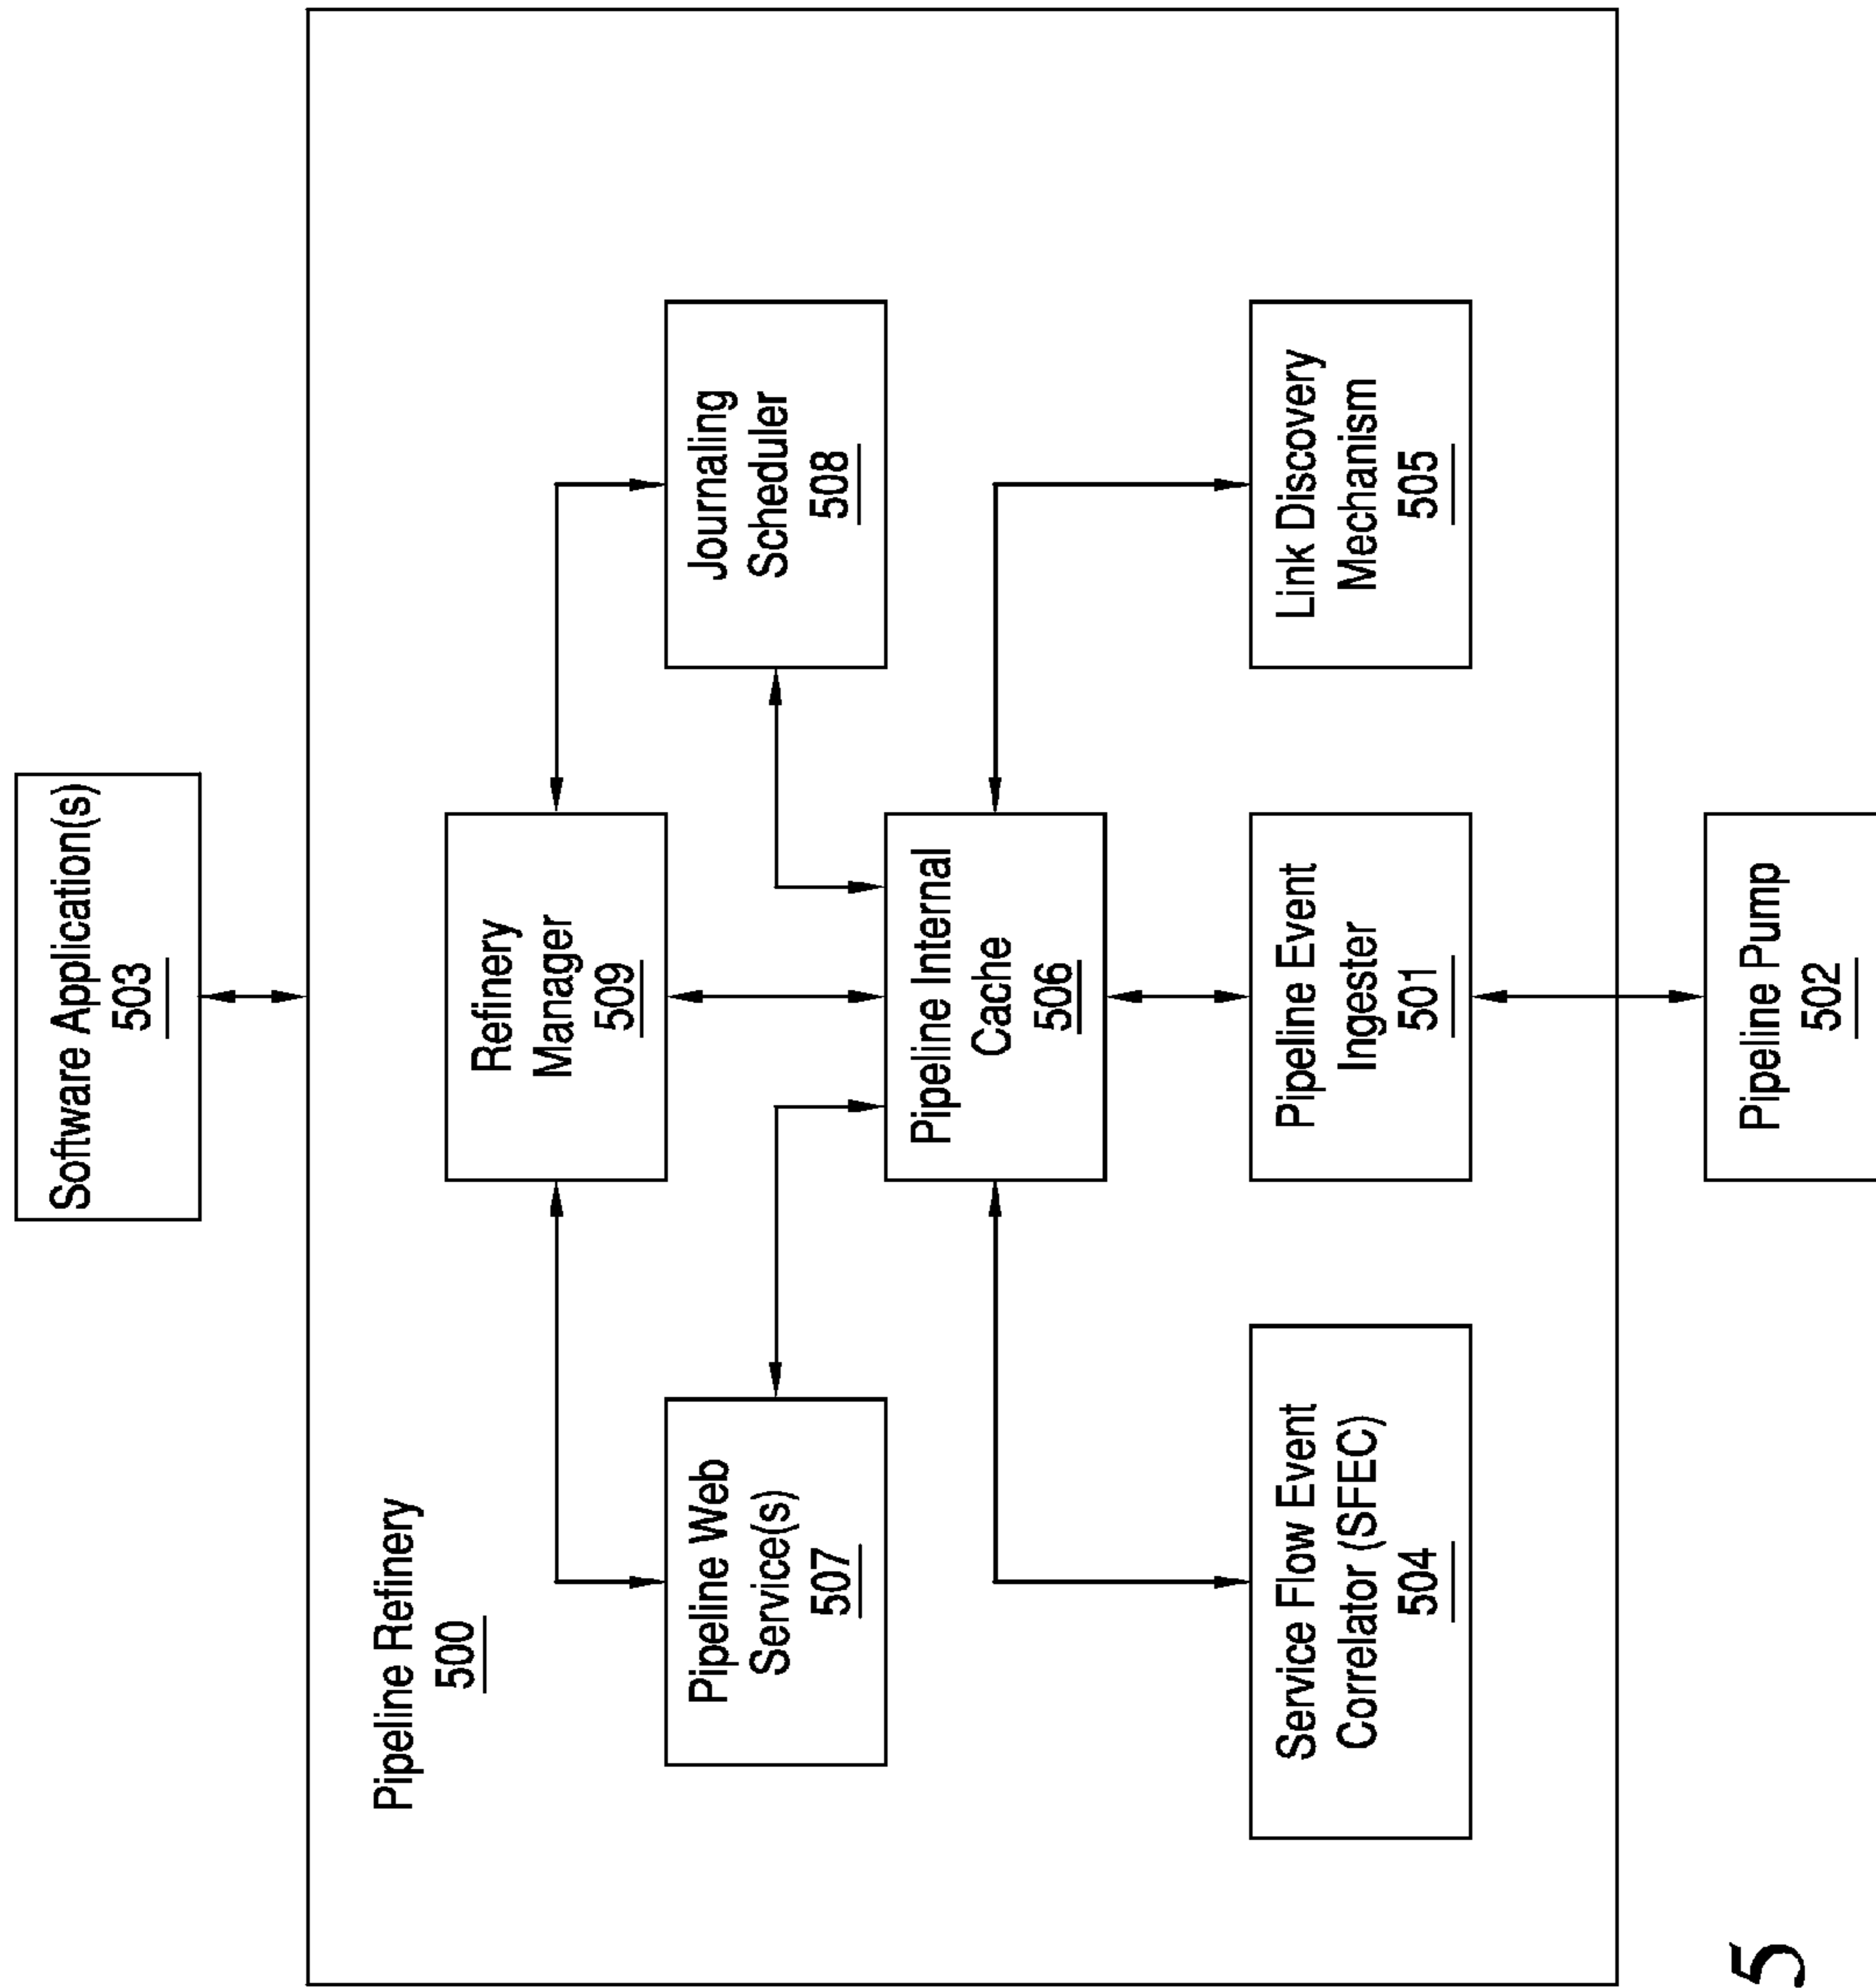 Software Application(s)
503
Pipeline Refinery
500
Refinery
Manager
509
Pipeline Web
Service(s)
507
Journaling
Scheduler
508
Pipeline Internal
Cache
506
Service Flow Event
Correlator (SFEC)
504
Pipeline Event
Ingester
501
Link Discovery
Mechanism
505
Pipeline Pump
502
5